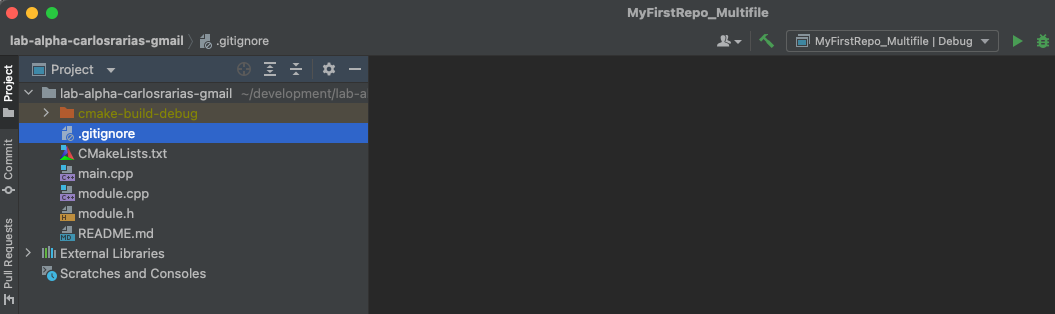 MyFirstRepo_Multifile
lab-alpha-carlosrarias-gmail .gitignore
MyFirstRepo_Multifile | Debug
Project
Project
lab-alpha-carlosrarias-gmail ~/development/lab-a
cmake-build-debug
.gitignore
CMakeLists.txt
main.cpp
module.cpp
module.h
README.md
External Libraries
Scratches and Consoles
Commit
Pull Requests